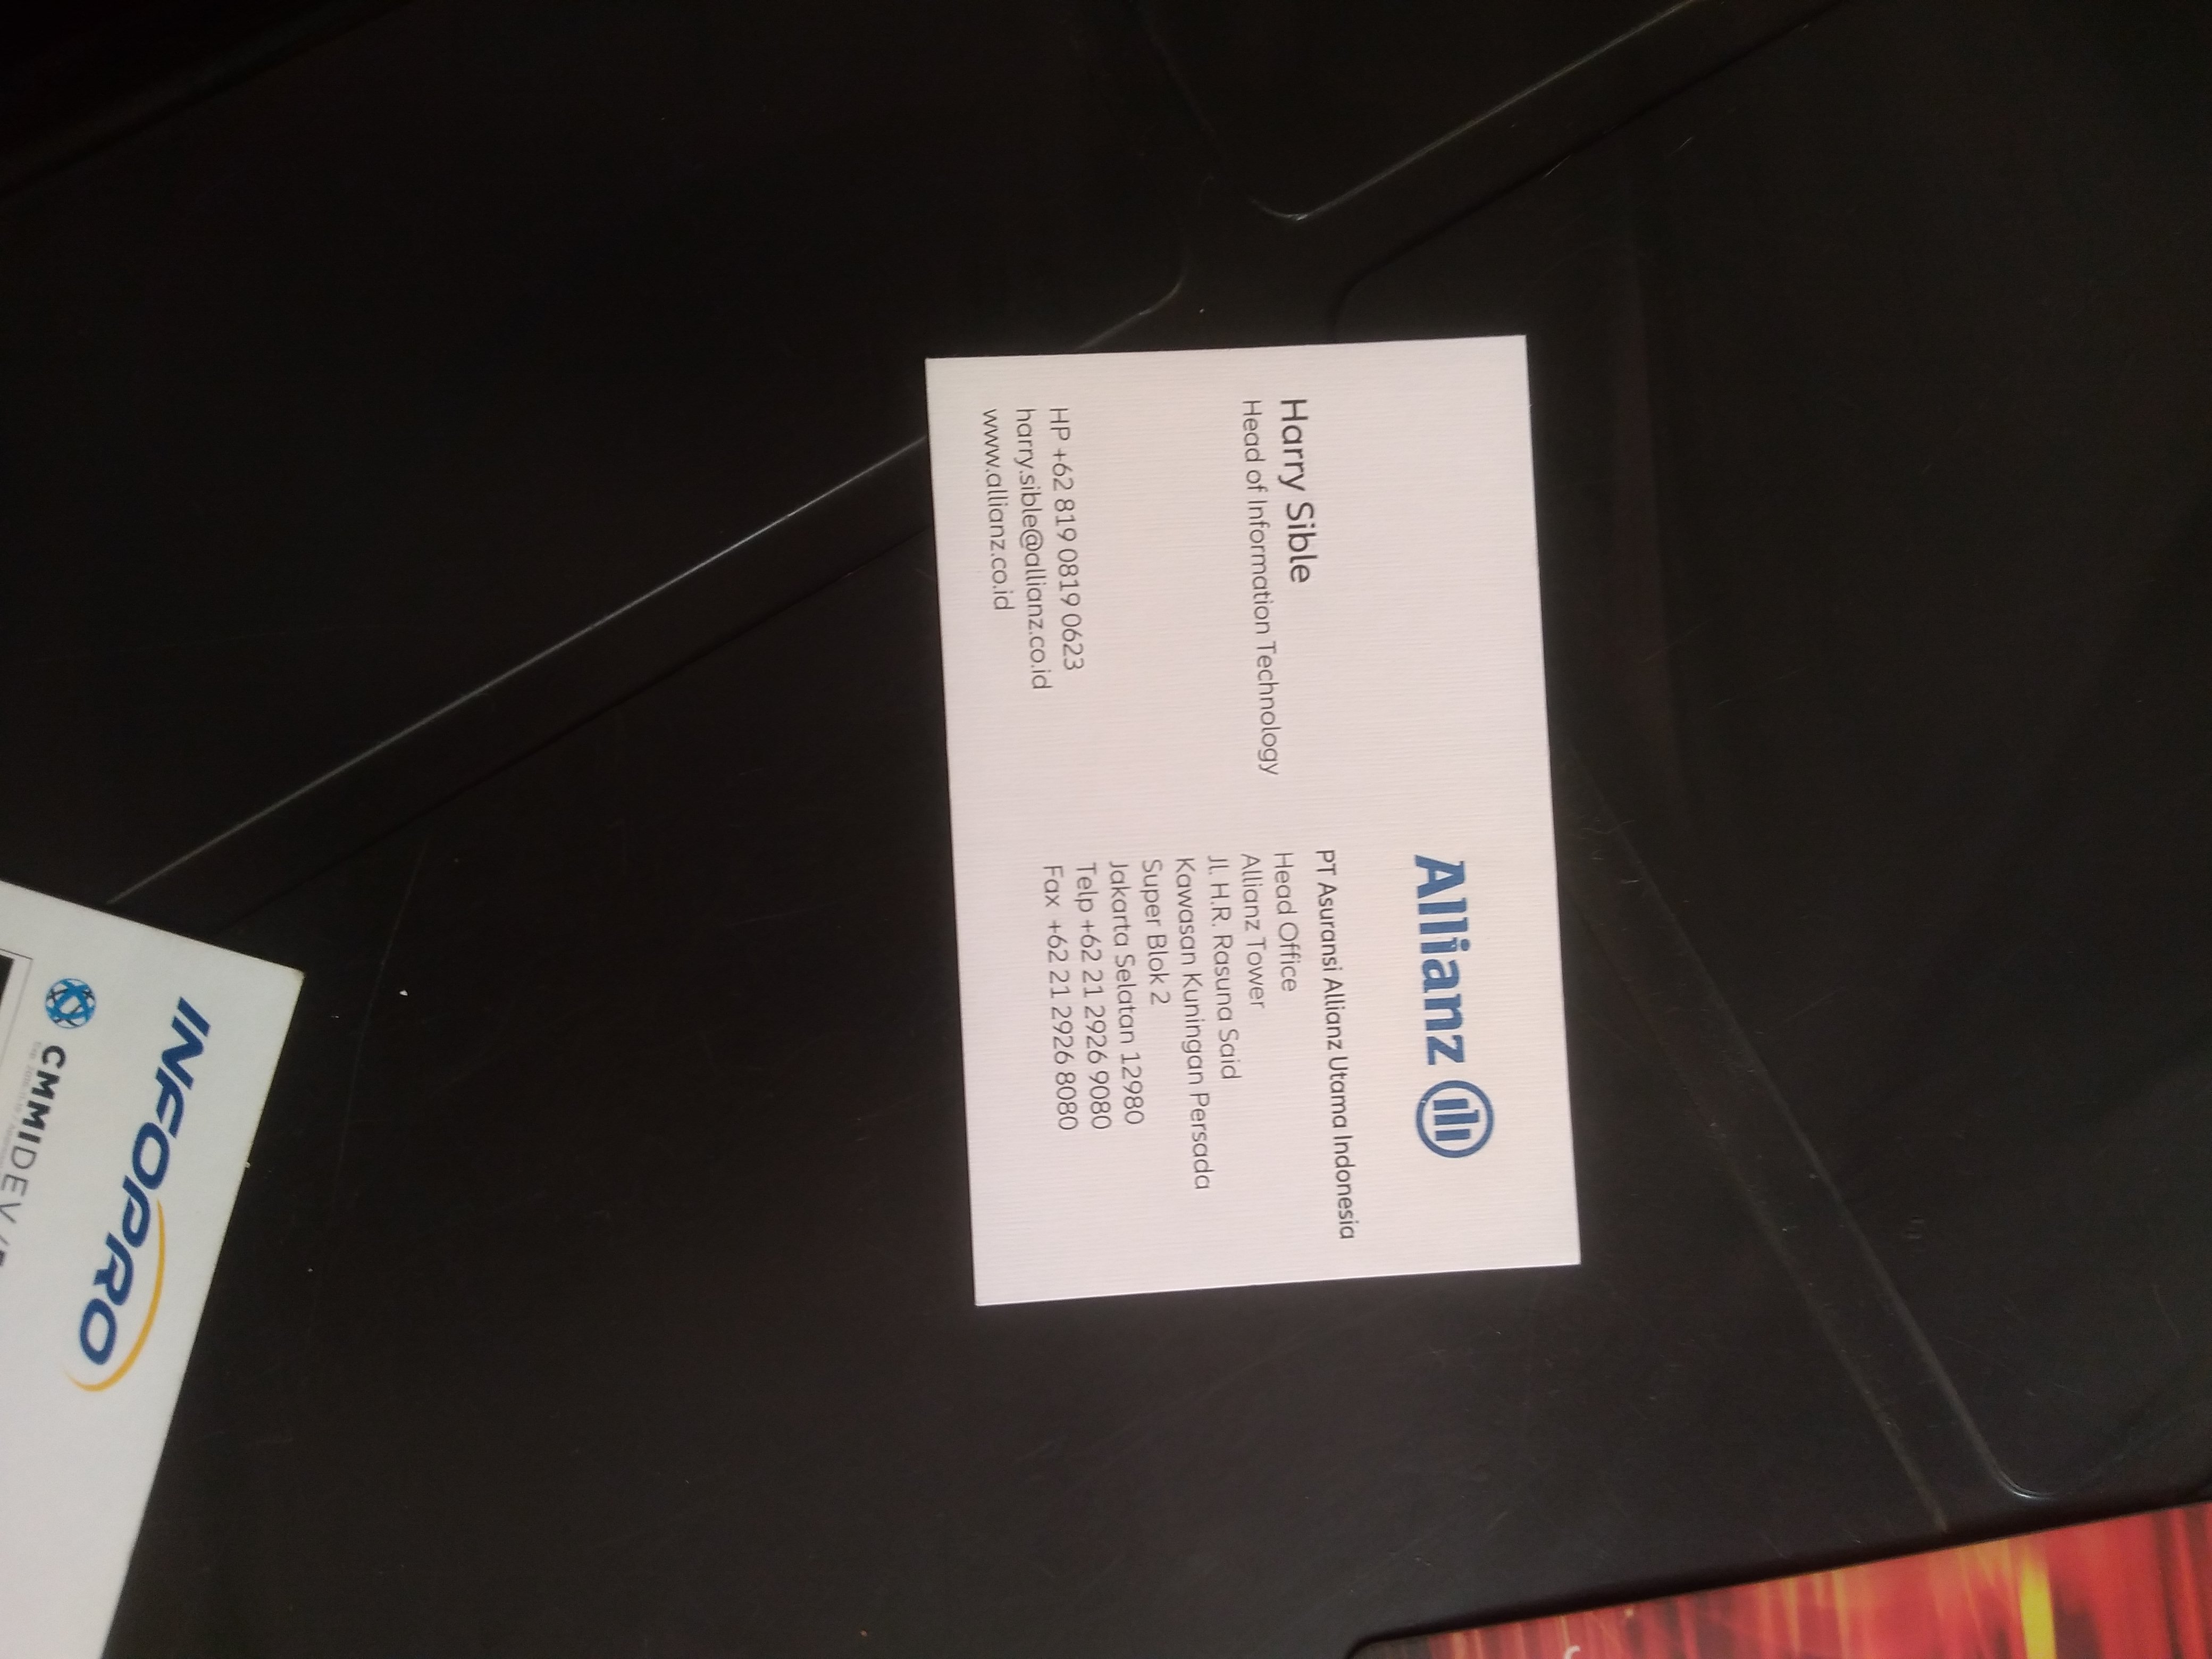 Allianz
Harry Sible
Head of Information Technology
HP +62 819 0819 0623
harry.sible@allianz.co.id
www.allianz.co.id
PT Asuransi Allianz Utama Indonesia
Head Office
Allianz Tower
Jl. H.R. Rasuna Said
Kawasan Kuningan Persada
Super Blok 2
Jakarta Selatan 12980
Telp +62 21 2926 9080
Fax +62 21 2926 8080
INFOPRO
CMMIDEV/